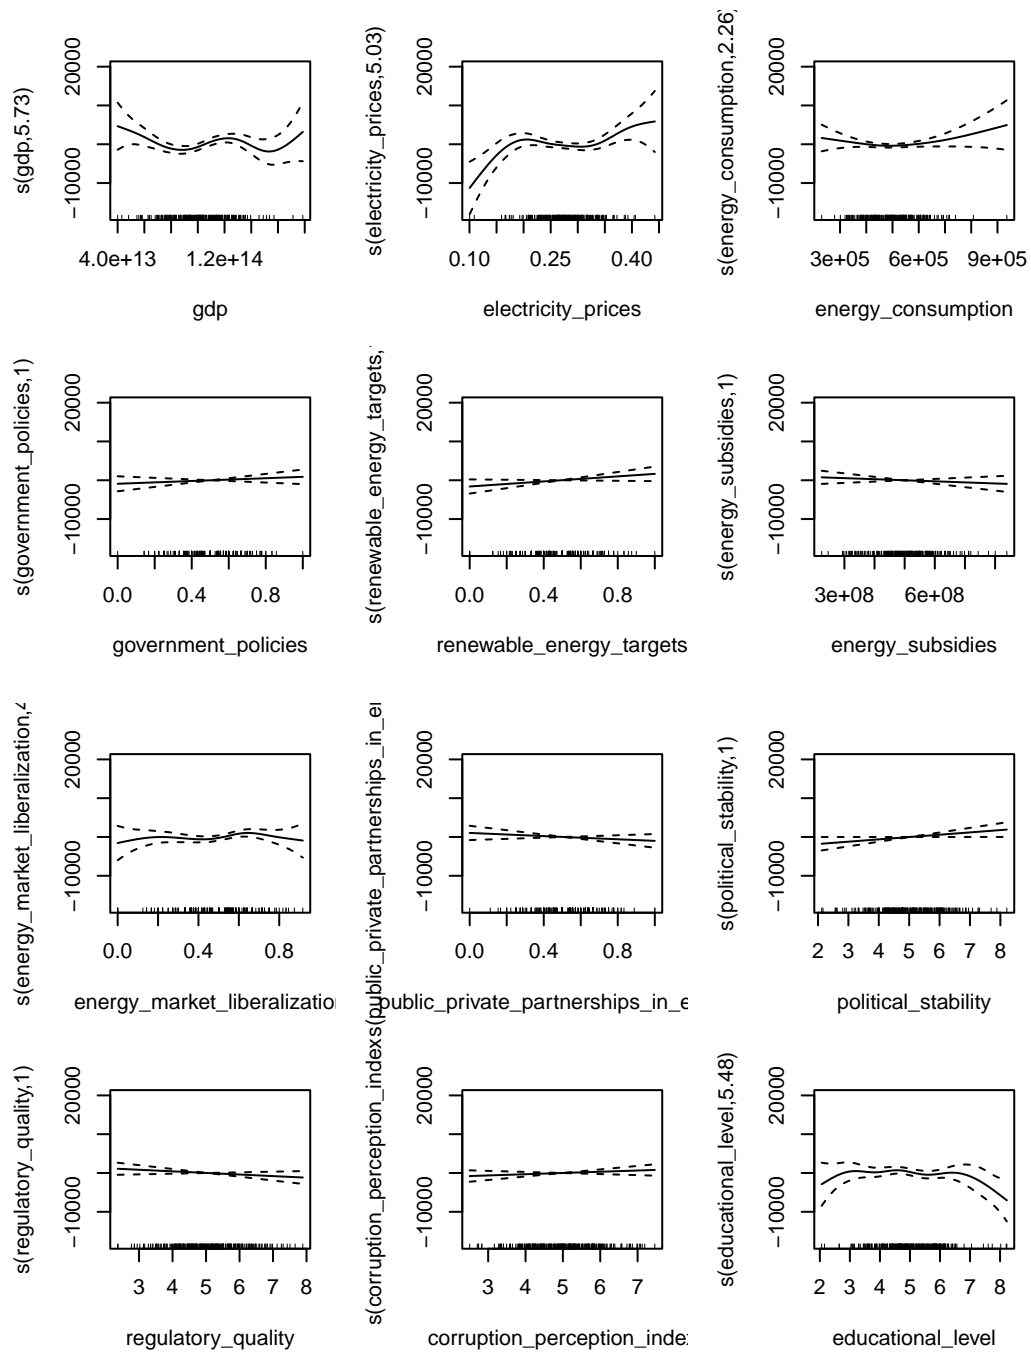 s(gdp,5.73)
−10000 20000
4.0e+13 1.2e+14
gdp
s(electricity_prices,5.03)
−10000 20000
0.10 0.25 0.40
electricity_prices
s(energy_consumption,2.26)
−10000 20000
3e+05 6e+05 9e+05
energy_consumption
s(government_policies,1)
−10000 20000
0.0 0.4 0.8
government_policies
s(renewable_energy_targets,
−10000 20000
0.0 0.4 0.8
renewable_energy_targets
s(energy_subsidies,1)
−10000 20000
3e+08 6e+08
energy_subsidies
s(energy_market_liberalization,
−10000 20000
0.0 0.4 0.8
energy_market_liberalizatio
s(public_private_partnerships_in_e
−10000 20000
0.0 0.4 0.8
public_private_partnerships_in_e
s(political_stability,1)
−10000 20000
2 3 4 5 6 7 8
political_stability
s(regulatory_quality,1)
−10000 20000
3 4 5 6 7 8
regulatory_quality
s(corruption_perception_index
−10000 20000
3 4 5 6 7
corruption_perception_inde
s(educational_level,5.48)
−10000 20000
2 3 4 5 6 7 8
educational_level